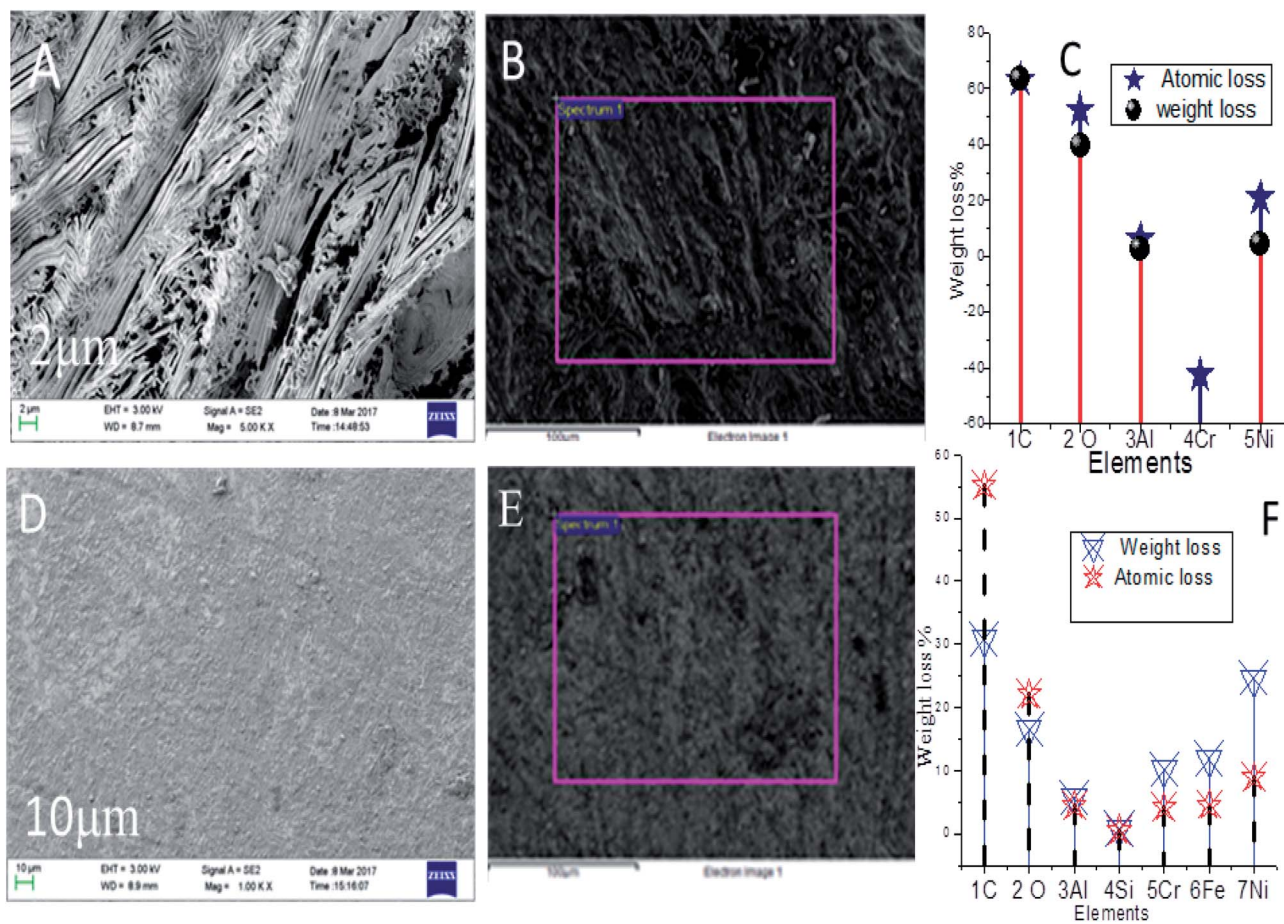 A
2μm
2 μm
EHT = 3.00 kV
WD = 8.7 mm
Signal A = SE2
Mag = 5.00 K X
Date :8 Mar 2017
Time :14:48:53
ZEISS
B
Spectrum 1
100μm
Electron Image 1
C
Atomic loss
weight loss
Weight loss%
80
60
40
20
0
-20
-40
-60
1C 2 O 3Al 4Cr 5Ni
Elements
D
10μm
10 μm
EHT = 3.00 kV
WD = 8.9 mm
Signal A = SE2
Mag = 1.00 K X
Date :8 Mar 2017
Time :15:16:07
ZEISS
E
Spectrum 1
100μm
Electron Image 1
F
Weight loss
Atomic loss
Weight loss %
60
50
40
30
20
10
0
1C 2 O 3Al 4Si 5Cr 6Fe 7Ni
Elements